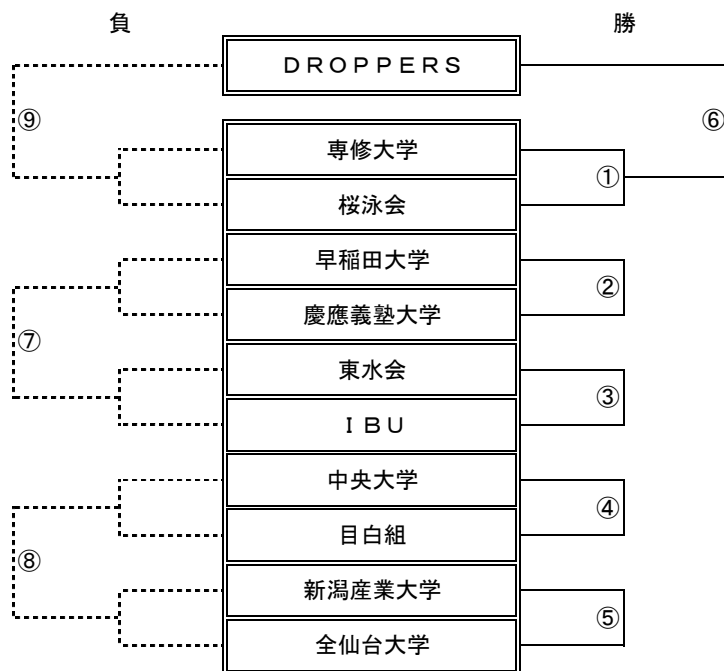 負 勝
DROPPERS
⑨ ⑥
専修大学
①
桜泳会
早稲田大学
②
慶應義塾大学
⑦
東水会
③
IBU
中央大学
④
目白組
⑧
新潟産業大学
⑤
全仙台大学